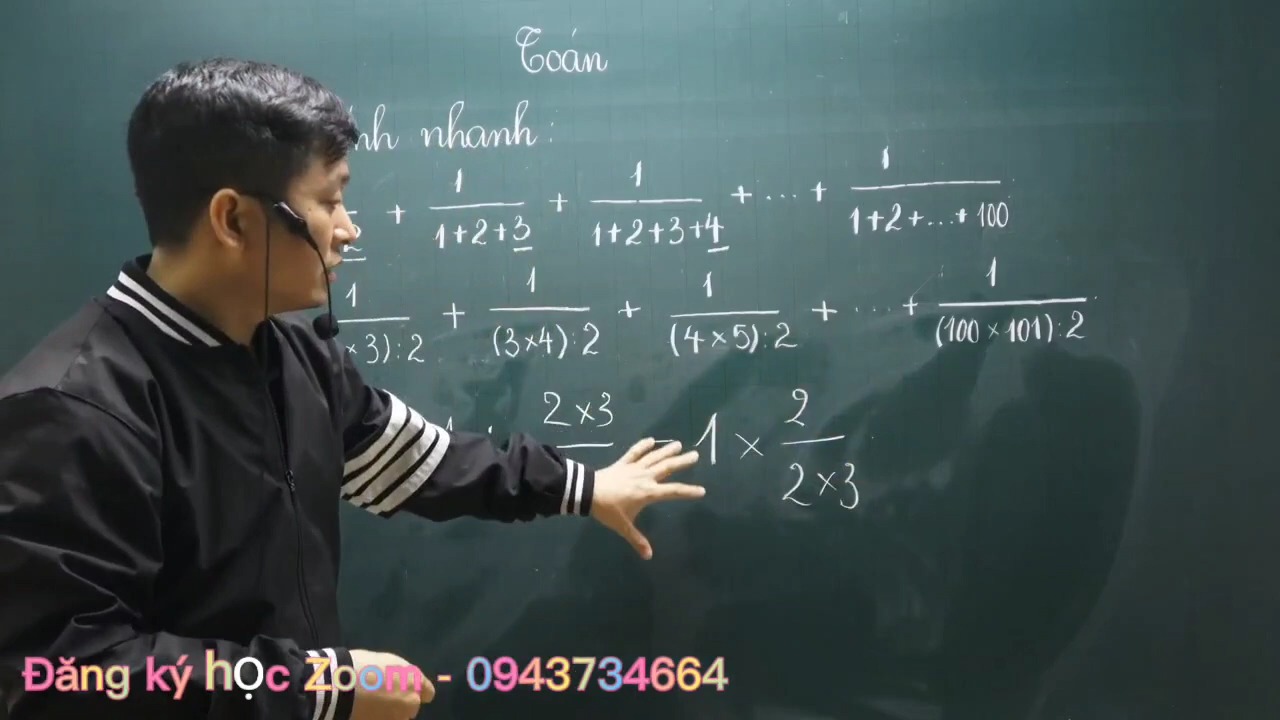 Toán
nh nhanh:
2 + 1/(1+2+3) + 1/(1+2+3+4) + ... + 1/(1+2+...+100)
1/(×3):2 + 1/((3×4):2) + 1/((4×5):2) + ... + 1/((100×101):2)
1 : (2×3)/ = 1 × 2/(2×3)
Đăng ký học Zoom - 0943734664